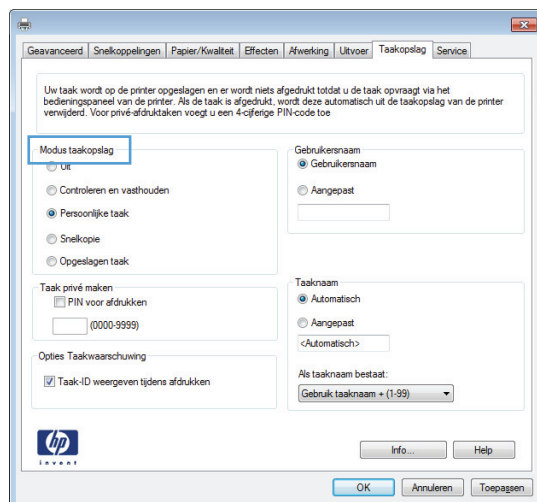 Geavanceerd Snelkoppelingen Papier/Kwaliteit Effecten Afwerking Uitvoer Taakopslag Service
Uw taak wordt op de printer opgeslagen en er wordt niets afgedrukt totdat u de taak opvraagt via het
bedieningspaneel van de printer. Als de taak is afgedrukt, wordt deze automatisch uit de taakopslag van de printer
verwijderd. Voor privé-afdruktaken voegt u een 4-cijferige PIN-code toe
Modus taakopslag
Uit
Controleren en vasthouden
Persoonlijke taak
Snelkopie
Opgeslagen taak
Gebruikersnaam
Gebruikersnaam
Aangepast
Taak privé maken
PIN voor afdrukken
(0000-9999)
Taaknaam
Automatisch
Aangepast
<Automatisch>
Als taaknaam bestaat:
Gebruik taaknaam + (1-99)
Opties Taakwaarschuwing
Taak-ID weergeven tijdens afdrukken
hp
invent
Info... Help
OK Annuleren Toepassen